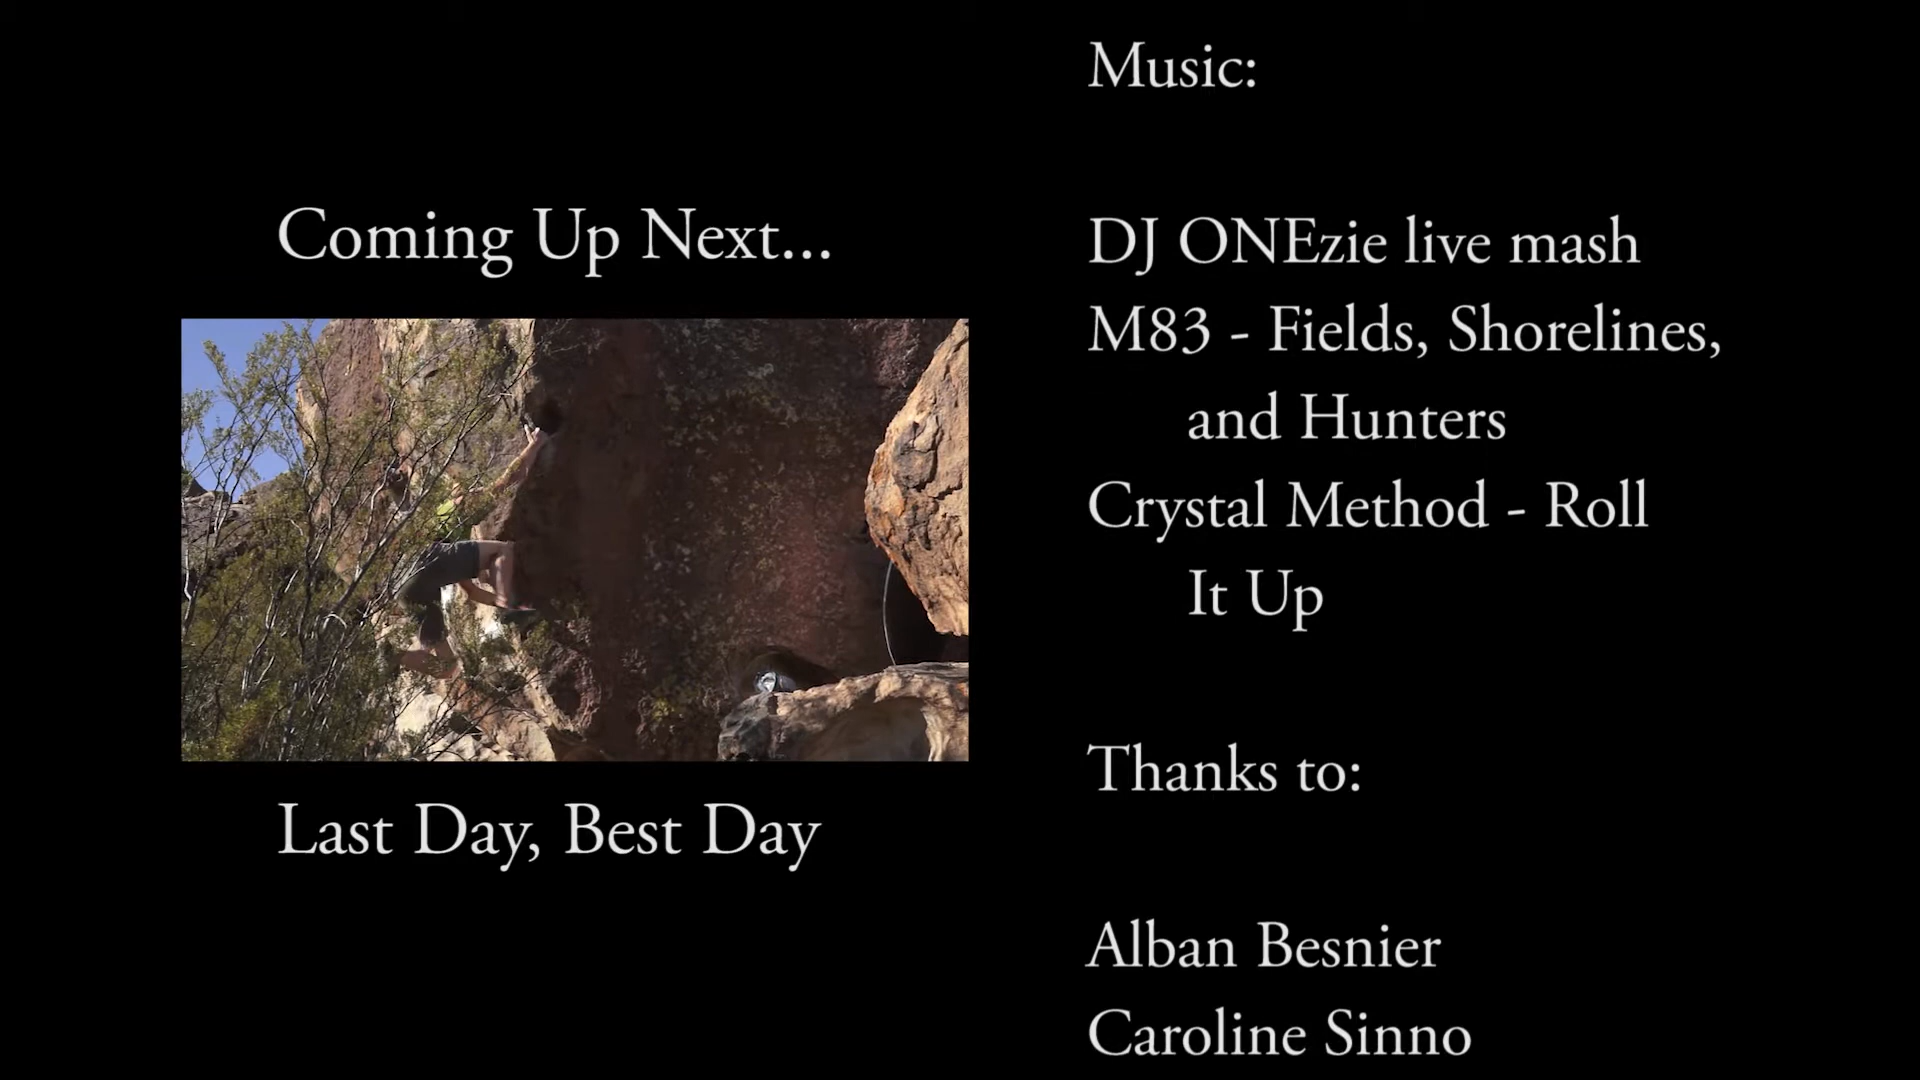 Coming Up Next...
Last Day, Best Day
Music:
DJ ONEzie live mash
M83 - Fields, Shorelines,
and Hunters
Crystal Method - Roll
It Up
Thanks to:
Alban Besnier
Caroline Sinno